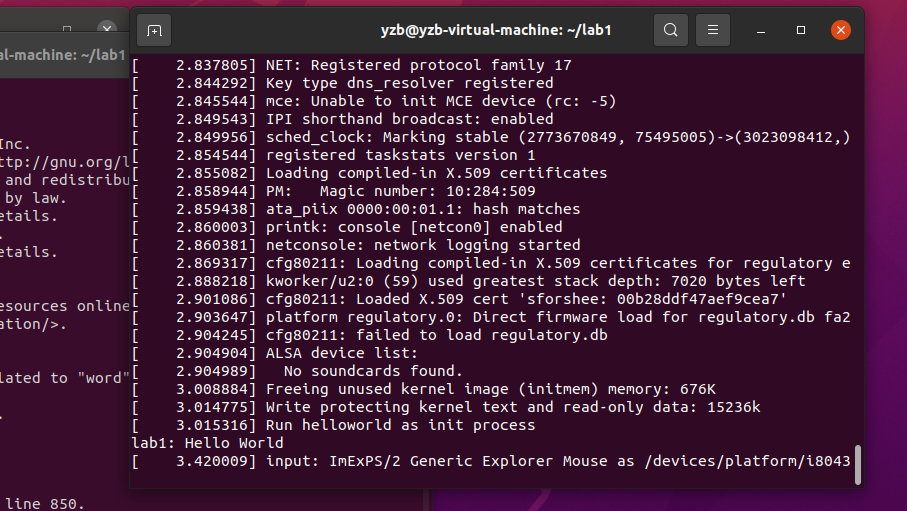 yzb@yzb-virtual-machine: ~/lab1
al-machine: ~/lab1
Inc.
ttp://gnu.org/l
and redistribu
by law.
etails.
.
etails.
esources online
ation/>.
lated to "word"
.
line 850.
[    2.837805] NET: Registered protocol family 17
[    2.844292] Key type dns_resolver registered
[    2.845544] mce: Unable to init MCE device (rc: -5)
[    2.849543] IPI shorthand broadcast: enabled
[    2.849956] sched_clock: Marking stable (2773670849, 75495005)->(3023098412,)
[    2.854544] registered taskstats version 1
[    2.855082] Loading compiled-in X.509 certificates
[    2.858944] PM:   Magic number: 10:284:509
[    2.859438] ata_piix 0000:00:01.1: hash matches
[    2.860003] printk: console [netcon0] enabled
[    2.860381] netconsole: network logging started
[    2.869317] cfg80211: Loading compiled-in X.509 certificates for regulatory e
[    2.888218] kworker/u2:0 (59) used greatest stack depth: 7020 bytes left
[    2.901086] cfg80211: Loaded X.509 cert 'sforshee: 00b28ddf47aef9cea7'
[    2.903647] platform regulatory.0: Direct firmware load for regulatory.db fa2
[    2.904245] cfg80211: failed to load regulatory.db
[    2.904904] ALSA device list:
[    2.904989]   No soundcards found.
[    3.008884] Freeing unused kernel image (initmem) memory: 676K
[    3.014775] Write protecting kernel text and read-only data: 15236k
[    3.015316] Run helloworld as init process
lab1: Hello World
[    3.420009] input: ImExPS/2 Generic Explorer Mouse as /devices/platform/i8043